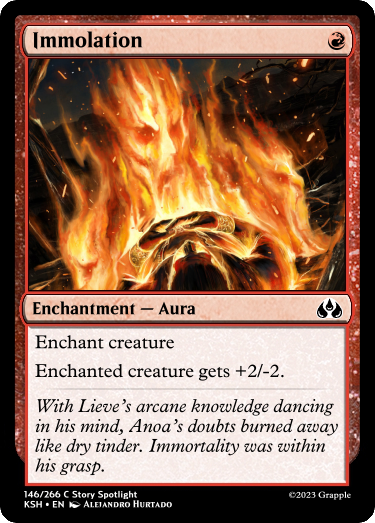 Immolation
Enchantment — Aura
Enchant creature
Enchanted creature gets +2/-2.
With Lieve's arcane knowledge dancing
in his mind, Anoa's doubts burned away
like dry tinder. Immortality was within
his grasp.
146/266 C Story Spotlight
KSH • EN Alejandro Hurtado
©2023 Grapple